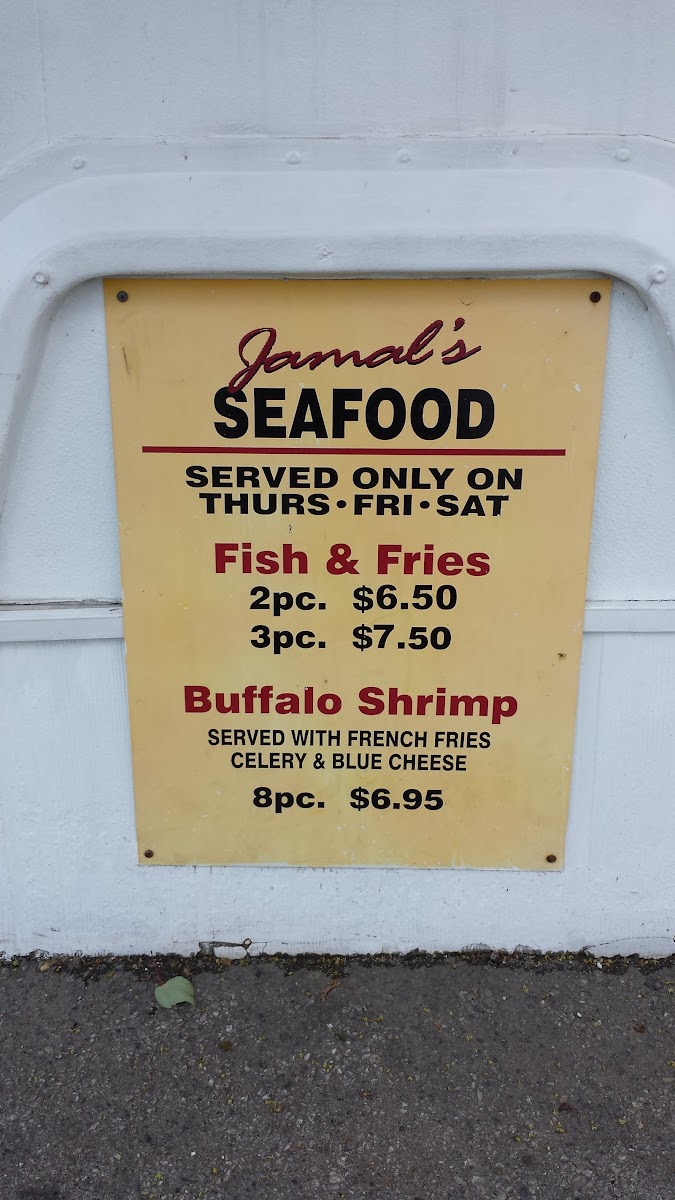 Jamal's
SEAFOOD
SERVED ONLY ON
THURS • FRI • SAT
Fish & Fries
2pc. $6.50
3pc. $7.50
Buffalo Shrimp
SERVED WITH FRENCH FRIES
CELERY & BLUE CHEESE
8pc. $6.95